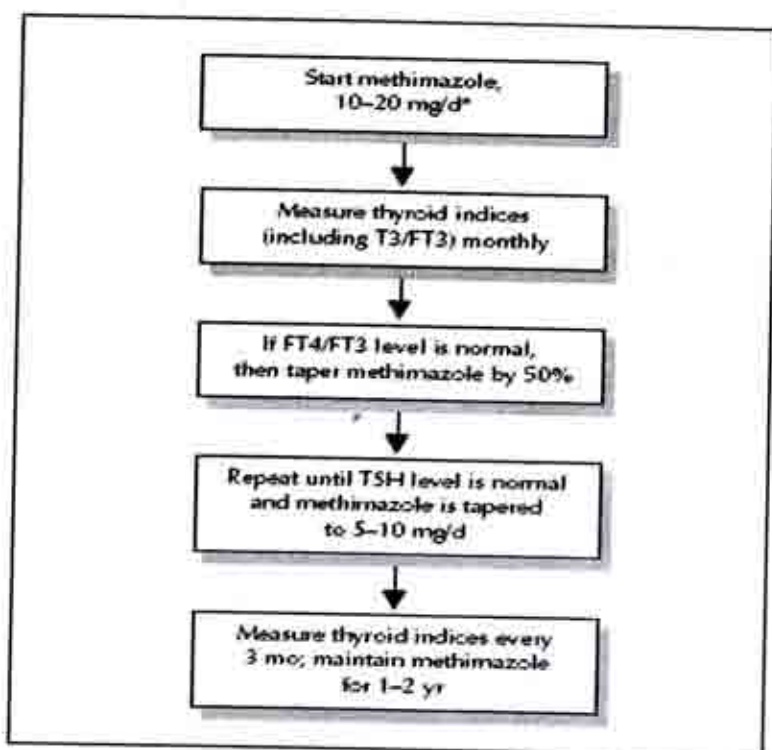 Start methimazole,
10–20 mg/d*
Measure thyroid indices
(including T3/FT3) monthly
If FT4/FT3 level is normal,
then taper methimazole by 50%
Repeat until TSH level is normal
and methimazole is tapered
to 5–10 mg/d
Measure thyroid indices every
3 mo; maintain methimazole
for 1–2 yr